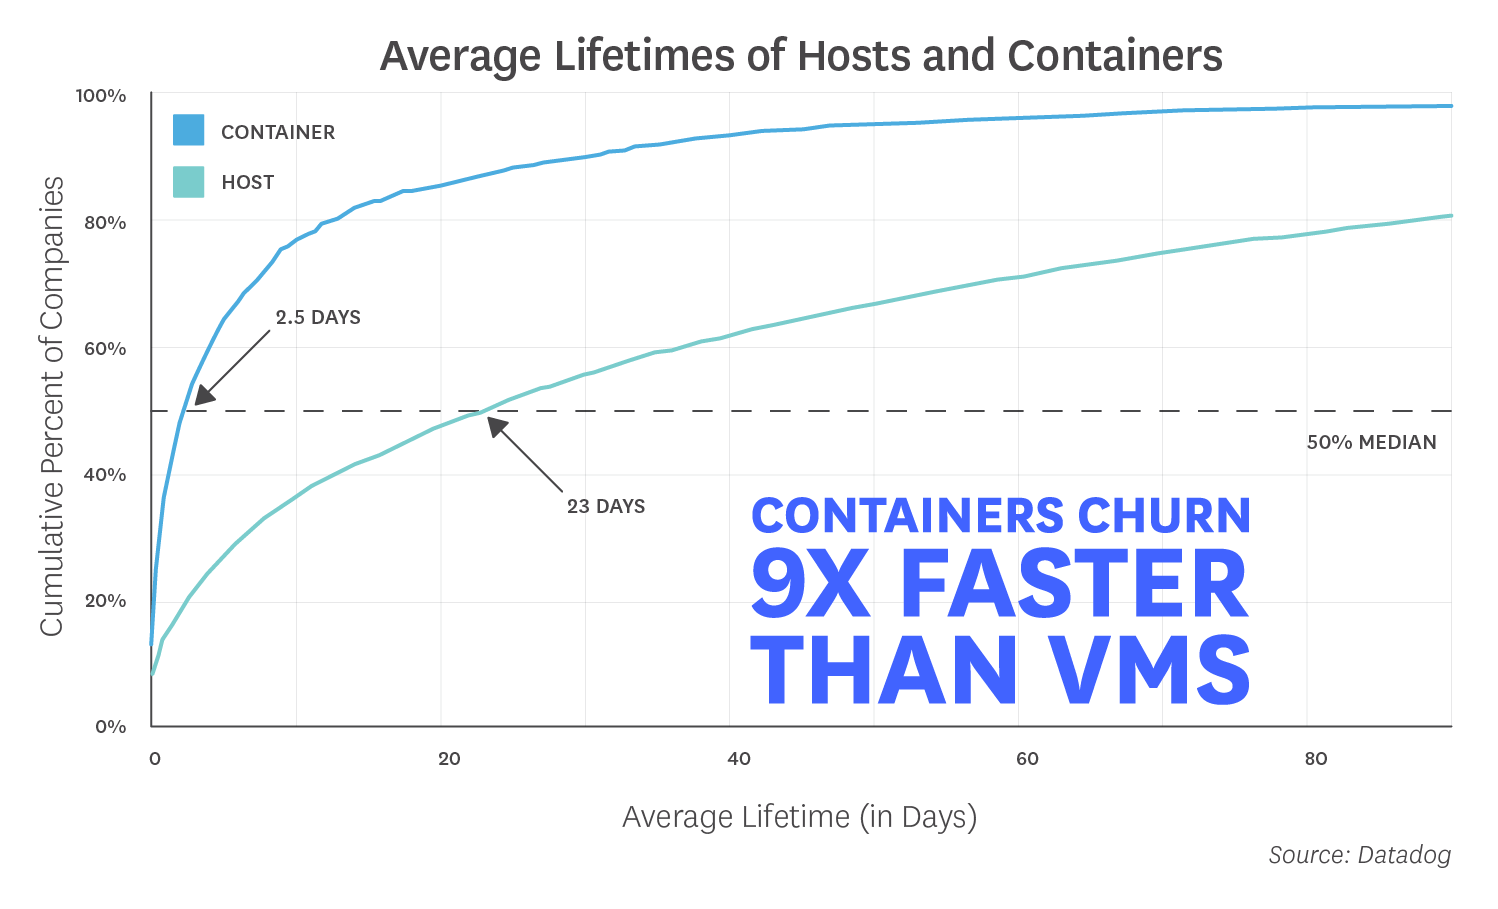 Average Lifetimes of Hosts and Containers
100%
CONTAINER
HOST
80%
2.5 DAYS
60%
50% MEDIAN
40%
23 DAYS
CONTAINERS CHURN
9X FASTER
THAN VMS
20%
0%
Cumulative Percent of Companies
0 20 40 60 80
Average Lifetime (in Days)
Source: Datadog